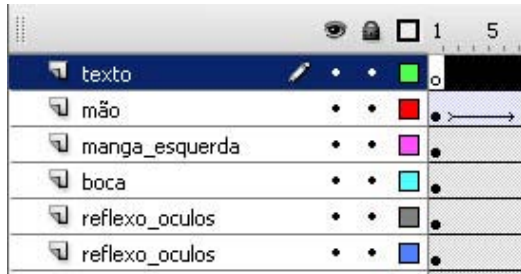 1 5
texto
mão
manga_esquerda
boca
reflexo_oculos
reflexo_oculos